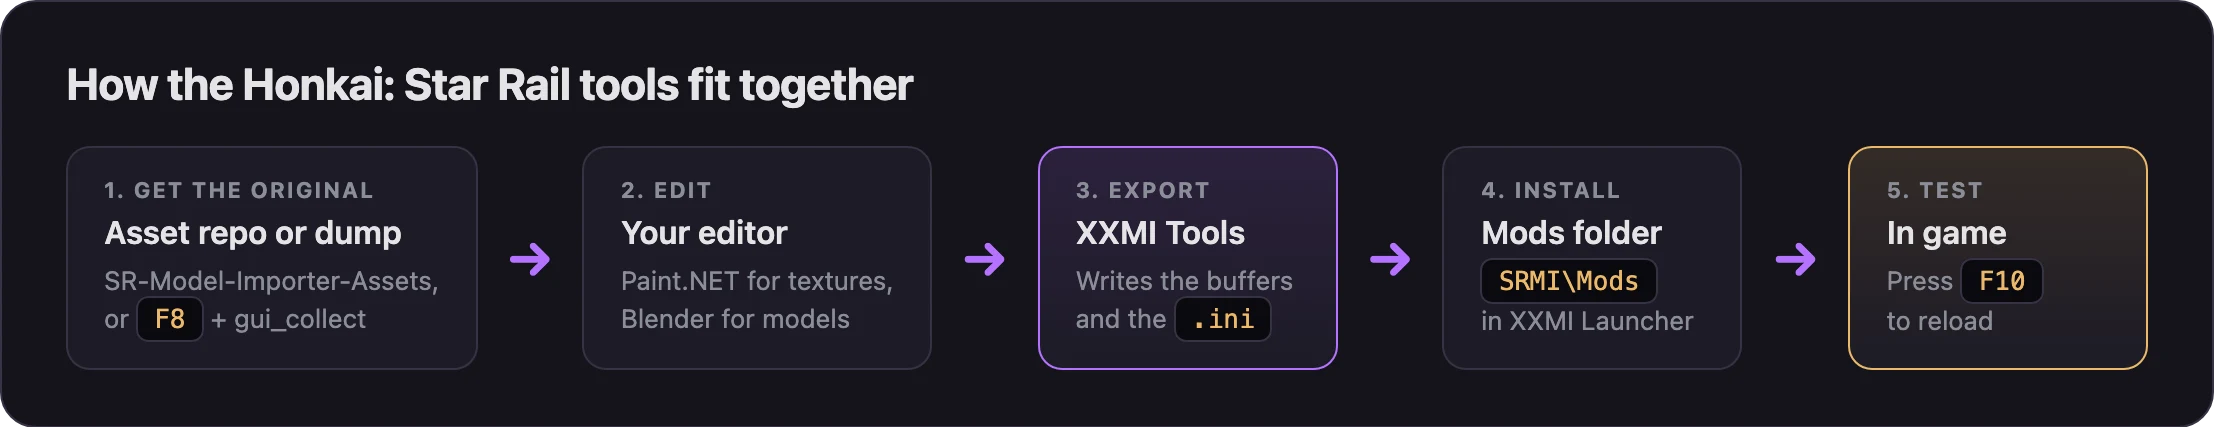 How the Honkai: Star Rail tools fit together
1. GET THE ORIGINAL
Asset repo or dump
SR-Model-Importer-Assets,
or F8 + gui_collect
2. EDIT
Your editor
Paint.NET for textures,
Blender for models
3. EXPORT
XXMI Tools
Writes the buffers
and the .ini
4. INSTALL
Mods folder
SRMI\Mods
in XXMI Launcher
5. TEST
In game
Press F10
to reload